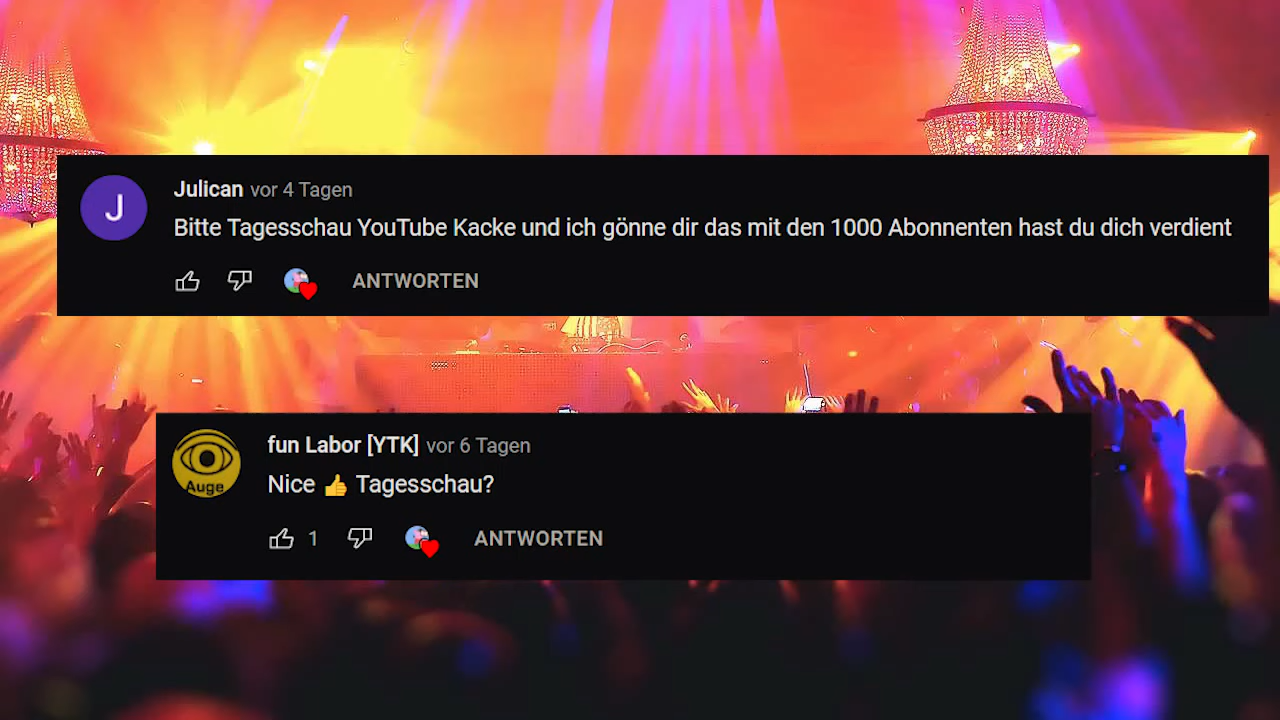 J
Julican vor 4 Tagen
Bitte Tagesschau YouTube Kacke und ich gönne dir das mit den 1000 Abonnenten hast du dich verdient
ANTWORTEN
Auge
fun Labor [YTK] vor 6 Tagen
Nice 👍 Tagesschau?
1
ANTWORTEN